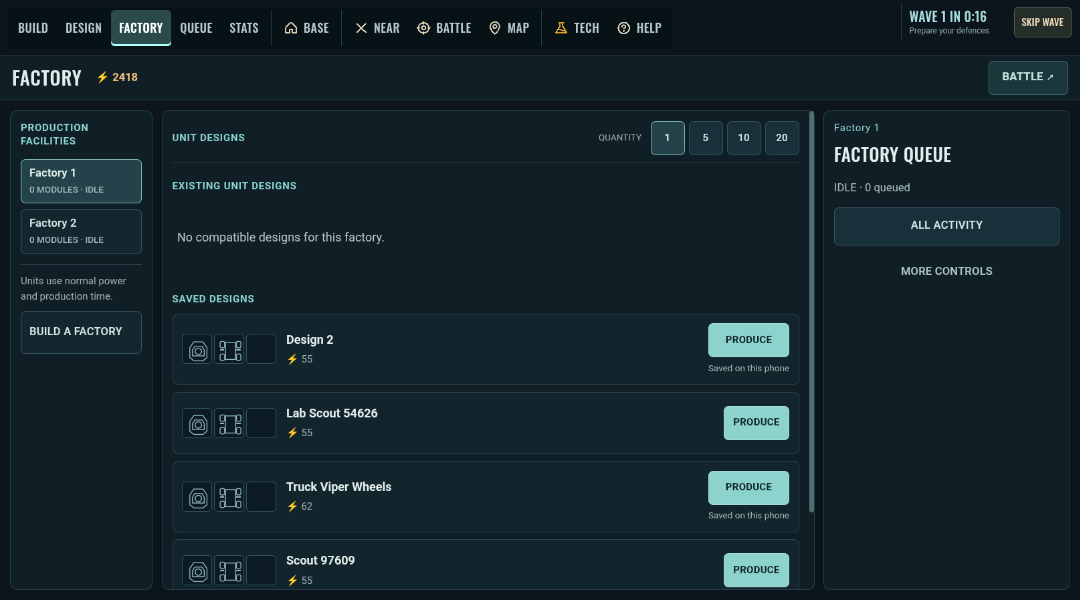 BUILD DESIGN FACTORY QUEUE STATS BASE NEAR BATTLE MAP TECH HELP
WAVE 1 IN 0:16
Prepare your defences
SKIP WAVE
FACTORY ⚡ 2418
BATTLE ↗
PRODUCTION
FACILITIES
Factory 1
0 MODULES · IDLE
Factory 2
0 MODULES · IDLE
Units use normal power
and production time.
BUILD A FACTORY
UNIT DESIGNS
QUANTITY 1 5 10 20
EXISTING UNIT DESIGNS
No compatible designs for this factory.
SAVED DESIGNS
Design 2
⚡ 55
PRODUCE
Saved on this phone
Lab Scout 54626
⚡ 55
PRODUCE
Truck Viper Wheels
⚡ 62
PRODUCE
Saved on this phone
Scout 97609
⚡ 55
PRODUCE
Factory 1
FACTORY QUEUE
IDLE · 0 queued
ALL ACTIVITY
MORE CONTROLS